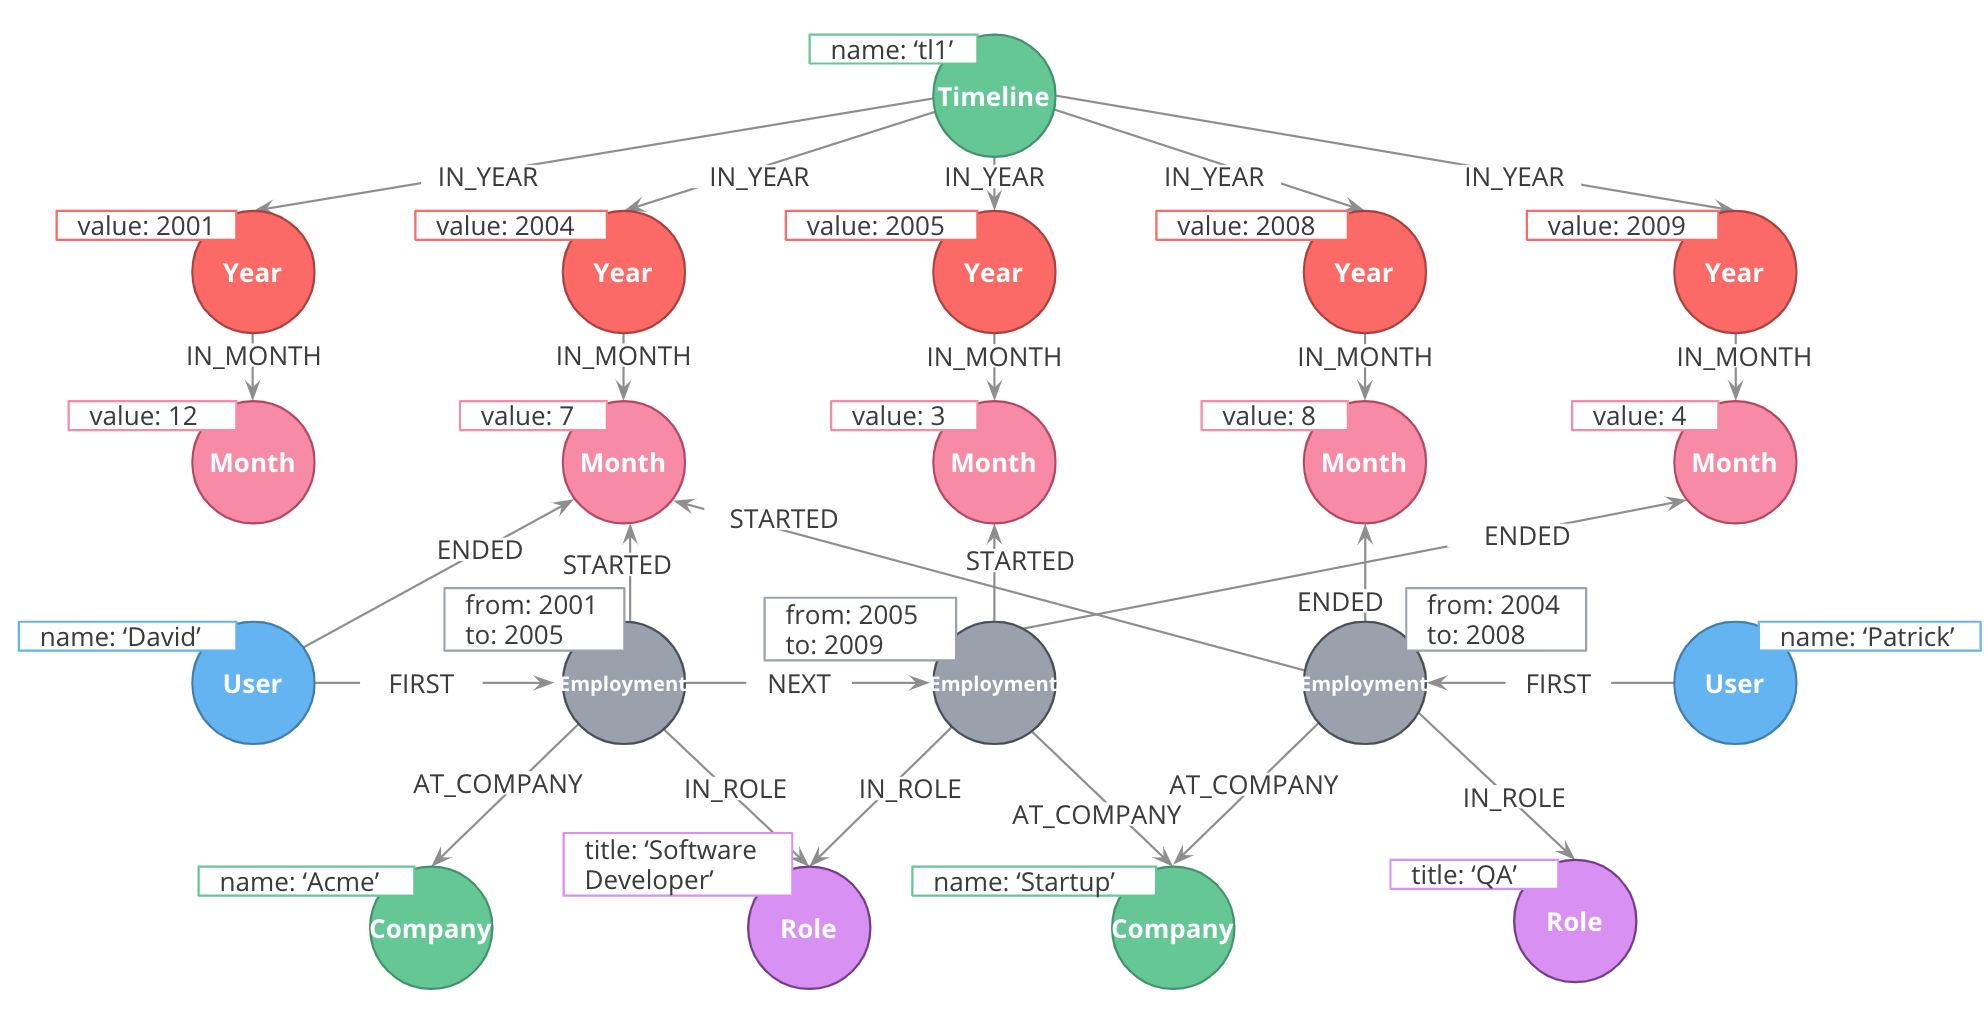 name: ‘tl1’
Timeline
IN_YEAR
IN_YEAR
IN_YEAR
IN_YEAR
IN_YEAR
value: 2001
value: 2004
value: 2005
value: 2008
value: 2009
Year
Year
Year
Year
Year
IN_MONTH
IN_MONTH
IN_MONTH
IN_MONTH
IN_MONTH
value: 12
value: 7
value: 3
value: 8
value: 4
Month
Month
Month
Month
Month
STARTED
ENDED
ENDED
STARTED
STARTED
ENDED
from: 2001
to: 2005
from: 2005
to: 2009
from: 2004
to: 2008
name: ‘David’
name: ‘Patrick’
User
FIRST
Employment
NEXT
Employment
Employment
FIRST
User
AT_COMPANY
IN_ROLE
IN_ROLE
AT_COMPANY
AT_COMPANY
IN_ROLE
name: ‘Acme’
title: ‘Software
Developer’
name: ‘Startup’
title: ‘QA’
Company
Role
Company
Role